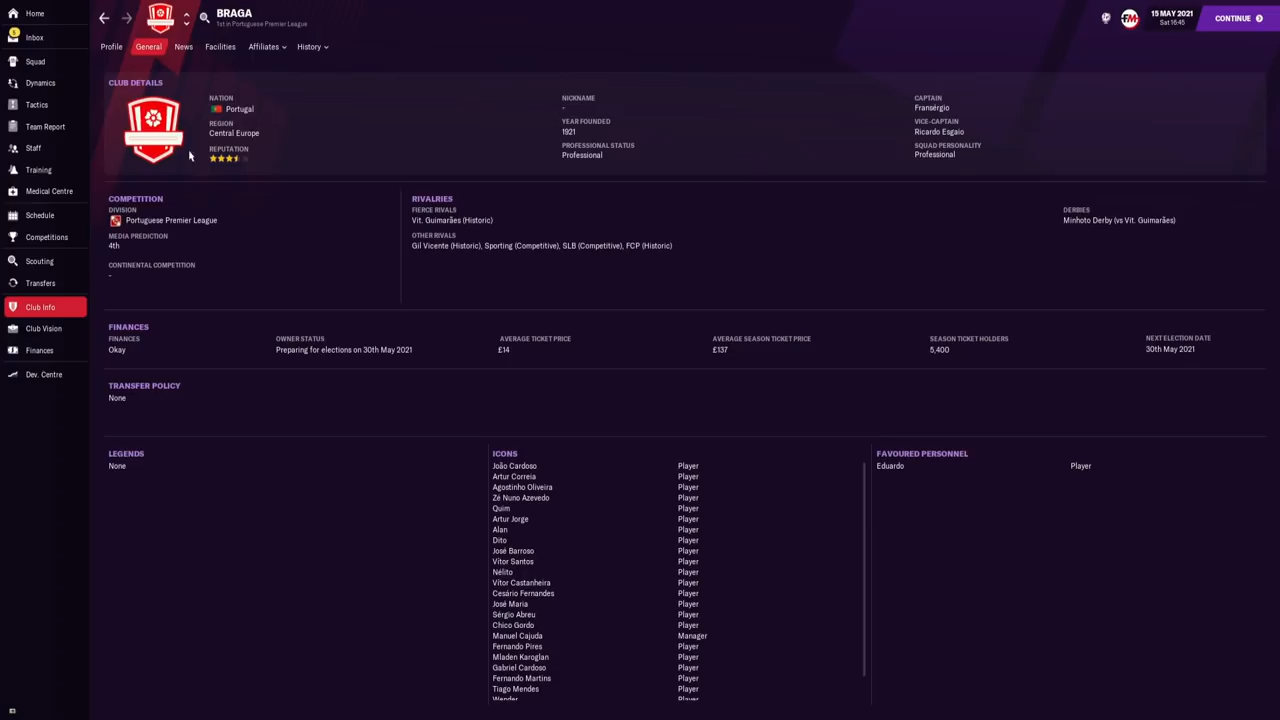 Home
Inbox
Squad
Dynamics
Tactics
Team Report
Staff
Training
Medical Centre
Schedule
Competitions
Scouting
Transfers
Club Info
Club Vision
Finances
Dev. Centre
BRAGA
1st in Portuguese Premier League
FM
15 MAY 2021
Sat 16:45
CONTINUE
Profile
General
News
Facilities
Affiliates
History
CLUB DETAILS
NATION
Portugal
REGION
Central Europe
REPUTATION
NICKNAME
-
YEAR FOUNDED
1921
PROFESSIONAL STATUS
Professional
CAPTAIN
Fransérgio
VICE-CAPTAIN
Ricardo Esgaio
SQUAD PERSONALITY
Professional
COMPETITION
DIVISION
Portuguese Premier League
MEDIA PREDICTION
4th
CONTINENTAL COMPETITION
-
RIVALRIES
FIERCE RIVALS
Vit. Guimarães (Historic)
OTHER RIVALS
Gil Vicente (Historic), Sporting (Competitive), SLB (Competitive), FCP (Historic)
DERBIES
Minhoto Derby (vs Vit. Guimarães)
FINANCES
FINANCES
Okay
OWNER STATUS
Preparing for elections on 30th May 2021
AVERAGE TICKET PRICE
£14
AVERAGE SEASON TICKET PRICE
£137
SEASON TICKET HOLDERS
5,400
NEXT ELECTION DATE
30th May 2021
TRANSFER POLICY
None
LEGENDS
None
ICONS
João Cardoso Player
Artur Correia Player
Agostinho Oliveira Player
Zé Nuno Azevedo Player
Quim Player
Artur Jorge Player
Alan Player
Dito Player
José Barroso Player
Vítor Santos Player
Nélito Player
Vítor Castanheira Player
Cesário Fernandes Player
José Maria Player
Sérgio Abreu Player
Chico Gordo Player
Manuel Cajuda Manager
Fernando Pires Player
Mladen Karoglan Player
Gabriel Cardoso Player
Fernando Martins Player
Tiago Mendes Player
Wender Player
FAVOURED PERSONNEL
Eduardo Player